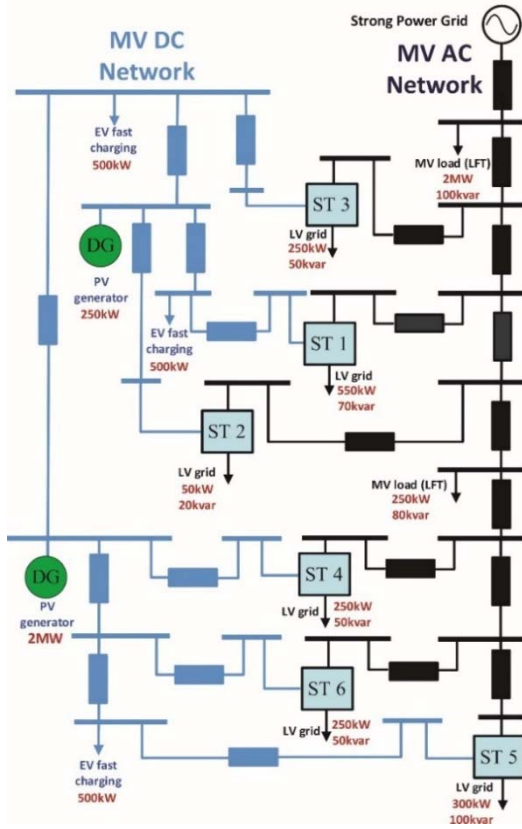 Strong Power Grid
MV DC
Network
MV AC
Network
EV fast
charging
500kW
MV load (LFT)
2MW
100kvar
ST 3
LV grid
250kW
50kvar
DG
PV
generator
250kW
EV fast
charging
500kW
ST 1
LV grid
550kW
70kvar
ST 2
LV grid
50kW
20kvar
MV load (LFT)
250kW
80kvar
DG
PV
generator
2MW
ST 4
LV grid
250kW
50kvar
ST 6
LV grid
250kW
50kvar
EV fast
charging
500kW
ST 5
LV grid
300kW
100kvar